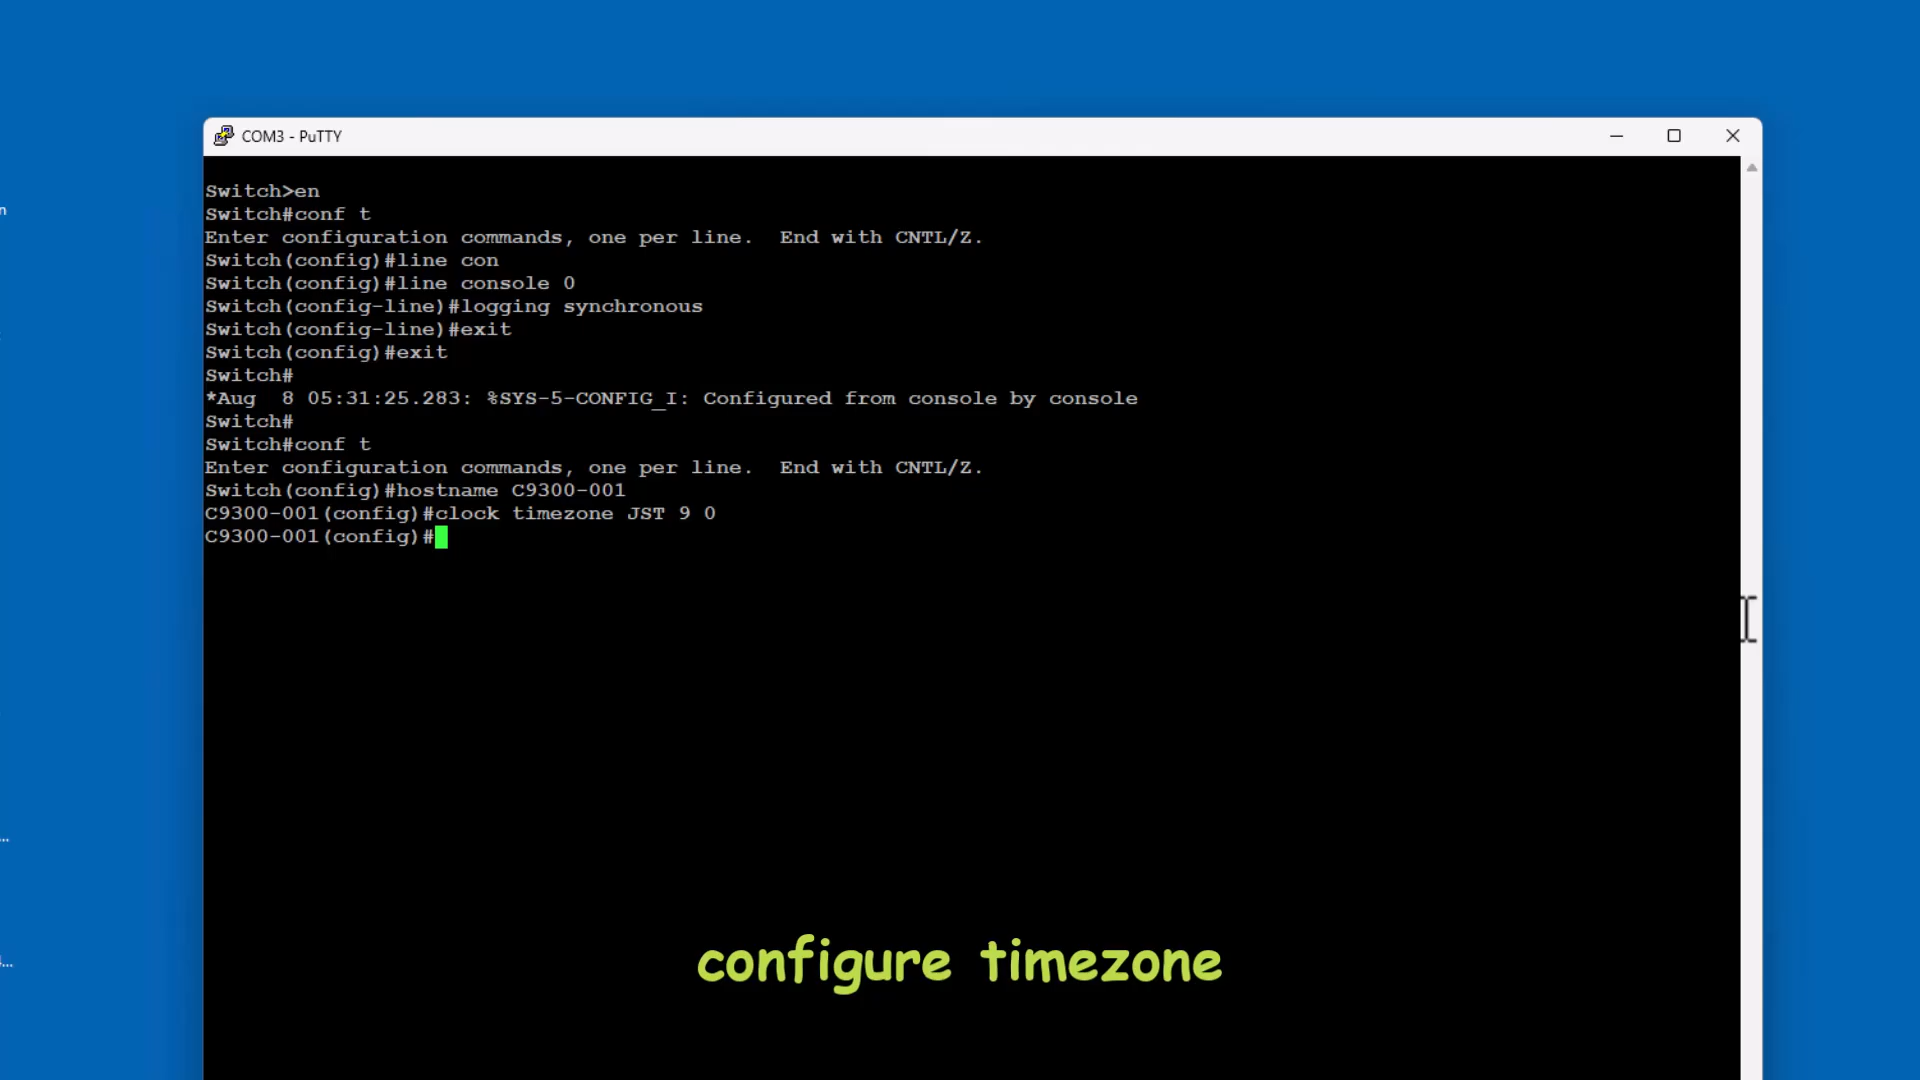 COM3 - PuTTY
Switch>en
Switch#conf t
Enter configuration commands, one per line.  End with CNTL/Z.
Switch(config)#line con
Switch(config)#line console 0
Switch(config-line)#logging synchronous
Switch(config-line)#exit
Switch(config)#exit
Switch#
*Aug  8 05:31:25.283: %SYS-5-CONFIG_I: Configured from console by console
Switch#
Switch#conf t
Enter configuration commands, one per line.  End with CNTL/Z.
Switch(config)#hostname C9300-001
C9300-001(config)#clock timezone JST 9 0
C9300-001(config)#
configure timezone